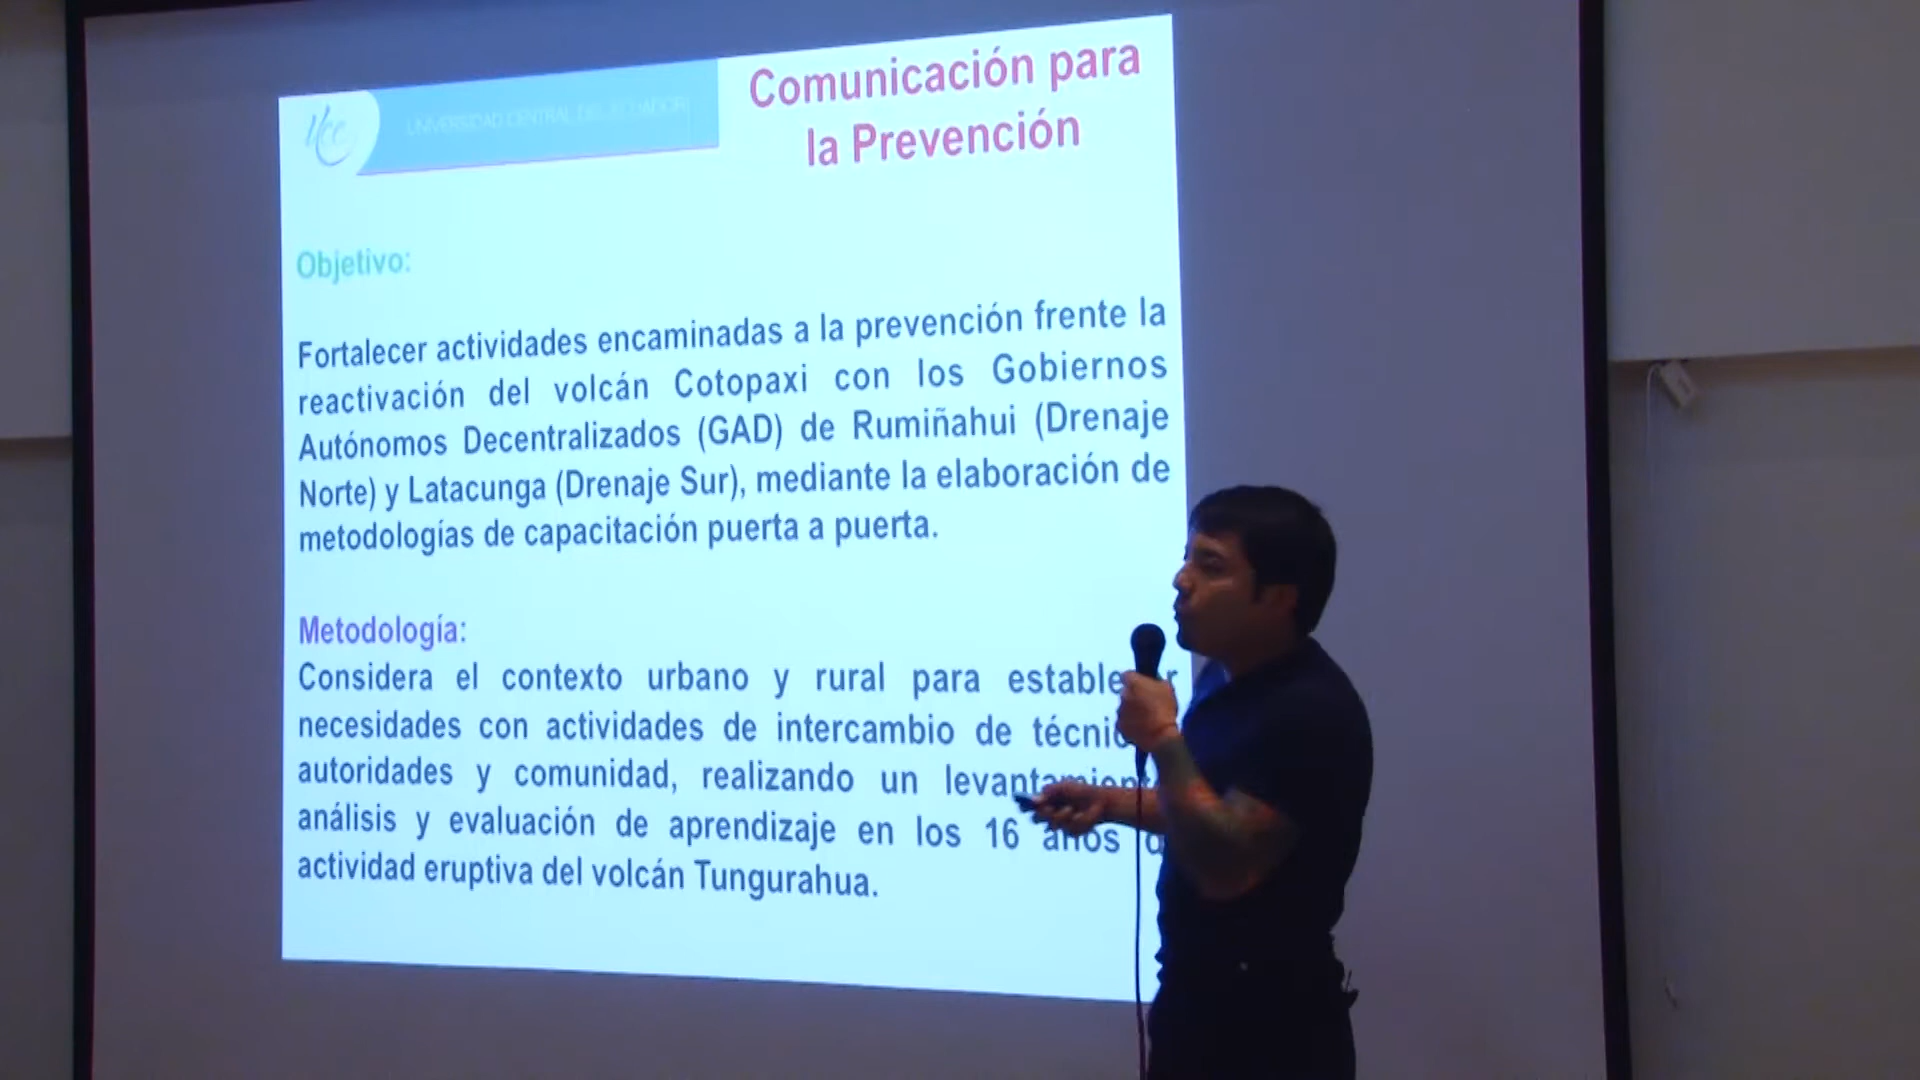 ucc
UNIVERSIDAD CENTRAL DEL ECUADOR
Comunicación para
la Prevención
Objetivo:
Fortalecer actividades encaminadas a la prevención frente la
reactivación del volcán Cotopaxi con los Gobiernos
Autónomos Decentralizados (GAD) de Rumiñahui (Drenaje
Norte) y Latacunga (Drenaje Sur), mediante la elaboración de
metodologías de capacitación puerta a puerta.
Metodología:
Considera el contexto urbano y rural para
necesidades con actividades de intercambio de
autoridades y comunidad, realizando un levantamiento
análisis y evaluación de aprendizaje en los 16 años
actividad eruptiva del volcán Tungurahua.